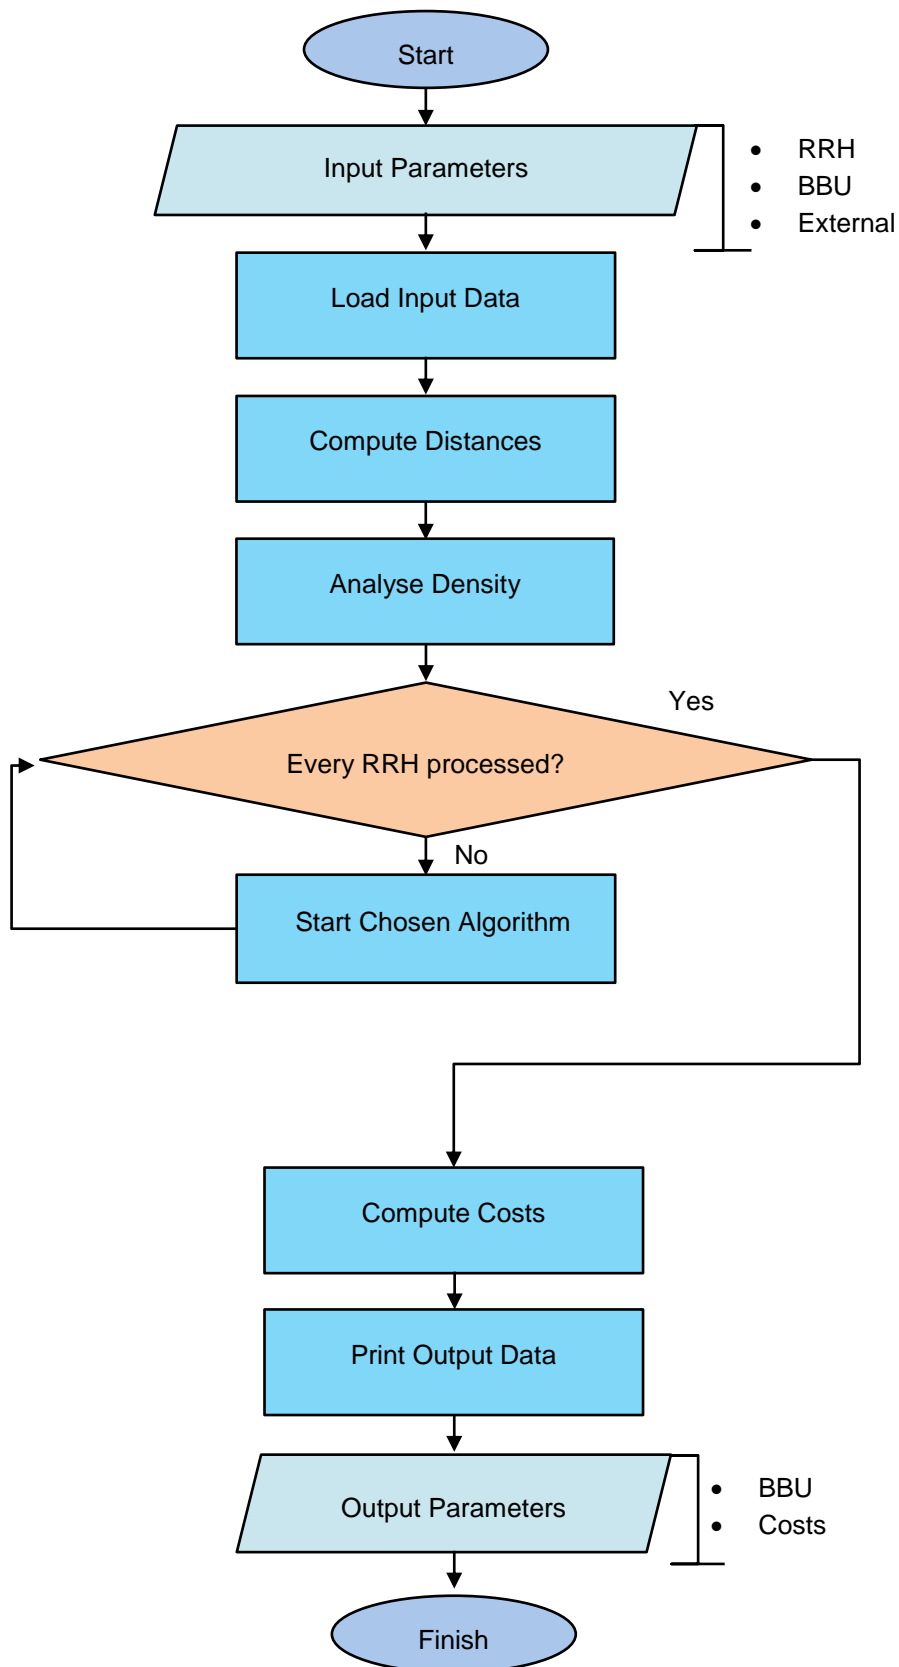 Start
Input Parameters
• RRH
• BBU
• External
Load Input Data
Compute Distances
Analyse Density
Yes
Every RRH processed?
No
Start Chosen Algorithm
Compute Costs
Print Output Data
Output Parameters
• BBU
• Costs
Finish